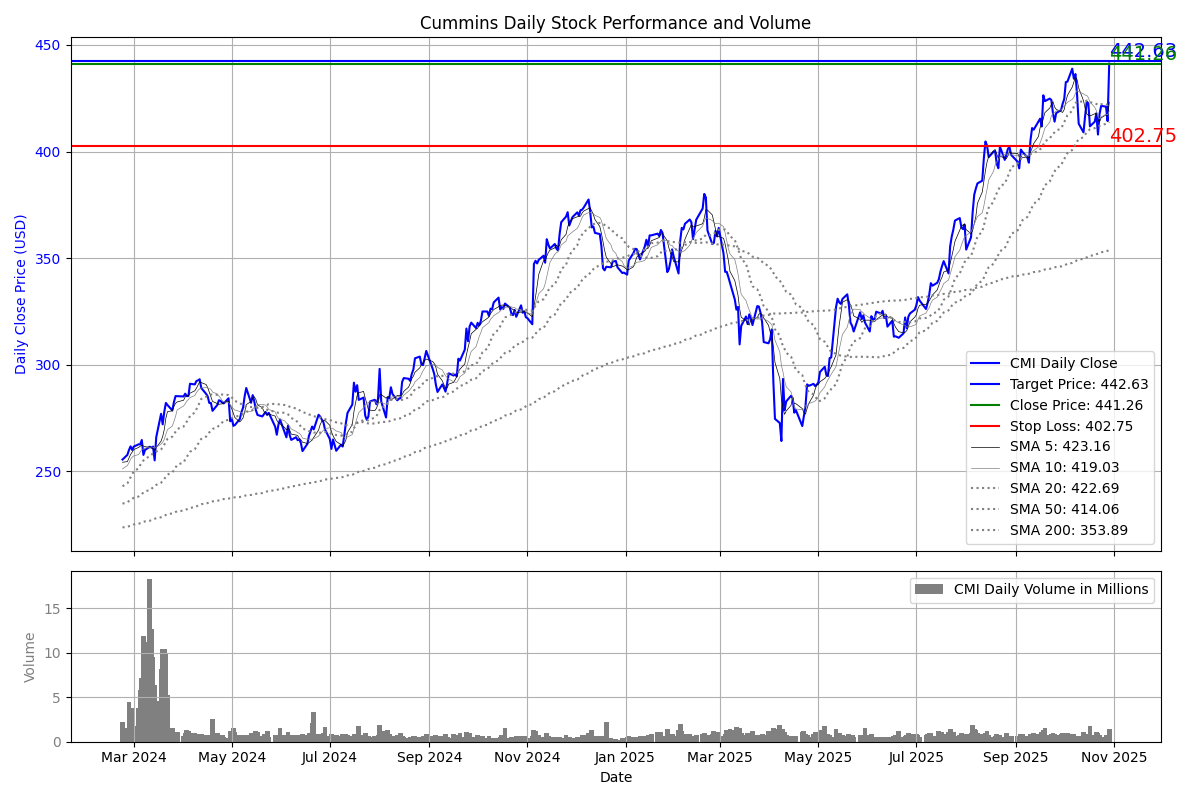 Cummins Daily Stock Performance and Volume
450
400
350
300
250
Daily Close Price (USD)
442.63
441.26
402.75
CMI Daily Close
Target Price: 442.63
Close Price: 441.26
Stop Loss: 402.75
SMA 5: 423.16
SMA 10: 419.03
SMA 20: 422.69
SMA 50: 414.06
SMA 200: 353.89
CMI Daily Volume in Millions
15
10
5
0
Volume
Mar 2024 May 2024 Jul 2024 Sep 2024 Nov 2024 Jan 2025 Mar 2025 May 2025 Jul 2025 Sep 2025 Nov 2025
Date